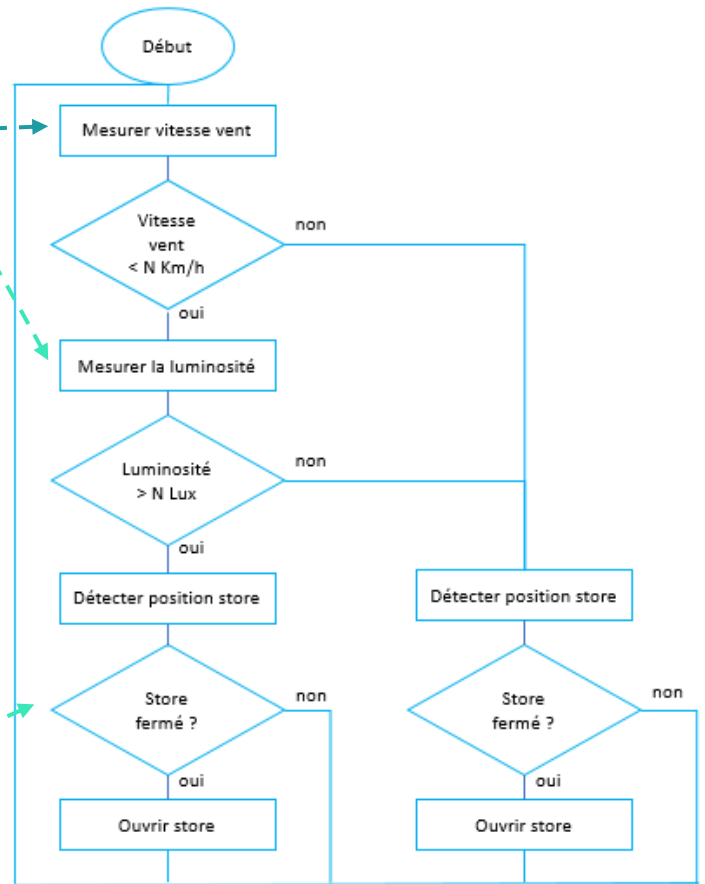 Début
Mesurer vitesse vent
Vitesse
vent
< N Km/h
non
oui
Mesurer la luminosité
Luminosité
> N Lux
non
oui
Détecter position store
Store
fermé ?
non
oui
Ouvrir store
Détecter position store
Store
fermé ?
non
oui
Ouvrir store